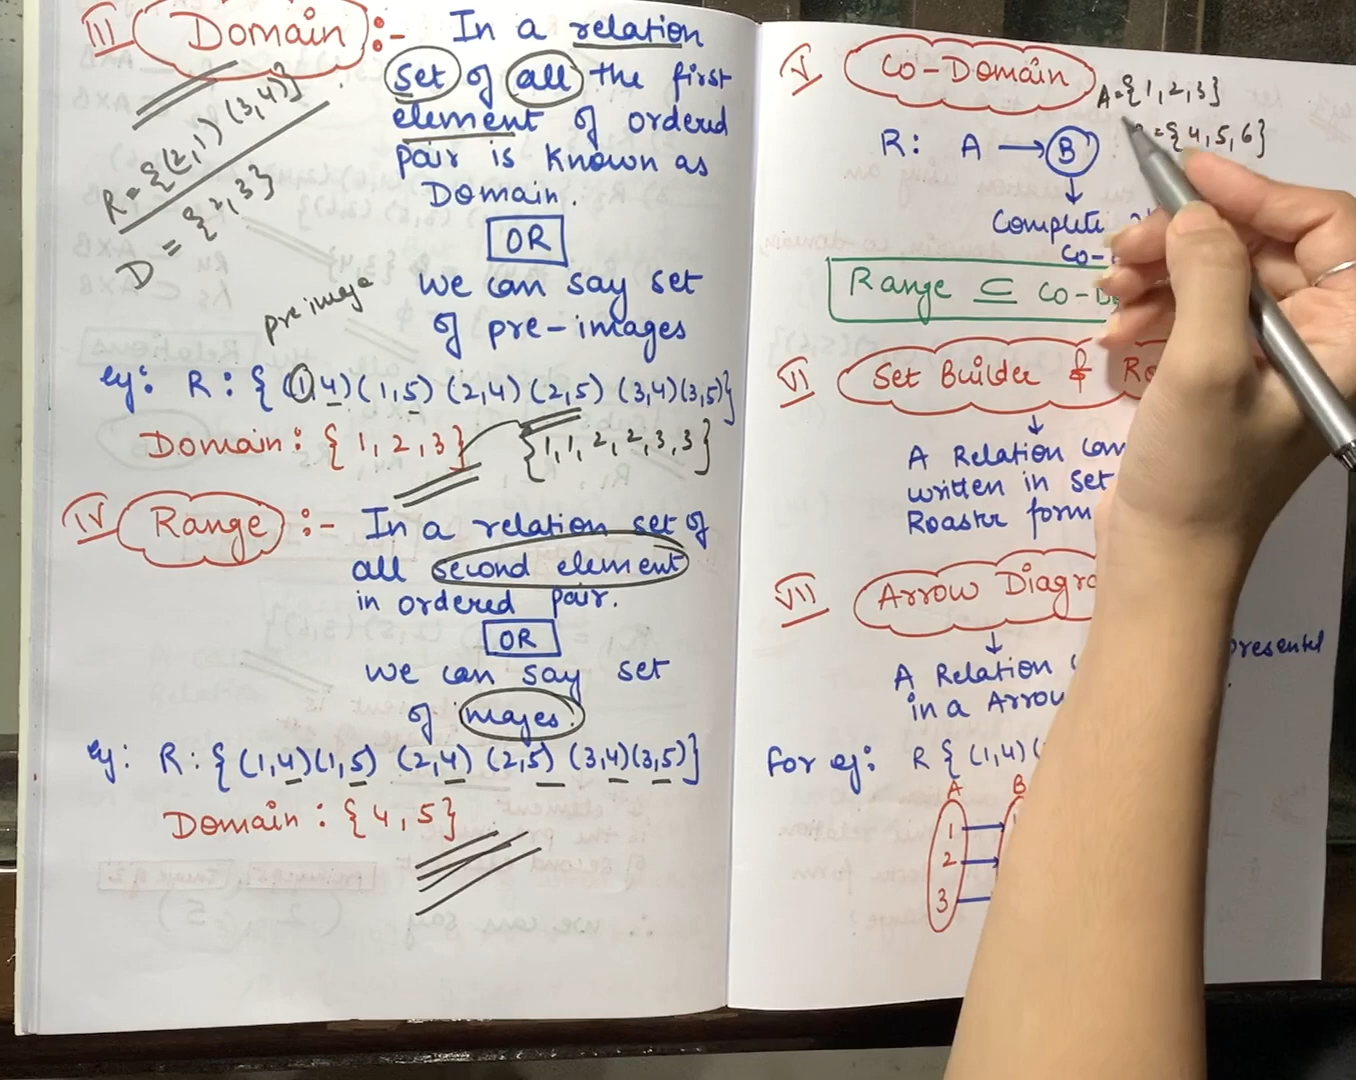 III) Domain :- In a relation
set of all the first
element of ordered
pair is known as
Domain.
R = {(2,1) (3,4)}
D = {2,3}
OR
we can say set
of pre-images
pre image
eg: R : { (1,4) (1,5) (2,4) (2,5) (3,4) (3,5)}
Domain : { 1, 2, 3} {1,1,2,2,3,3}
IV) Range :- In a relation set of
all second element
in ordered pair.
OR
we can say set
of images.
eg: R : { (1,4)(1,5) (2,4) (2,5) (3,4)(3,5)}
Domain : {4, 5}
V) Co-Domain
A={1,2,3}
={4,5,6}
R: A → B
Complete
Co-
Range ⊆ Co-D
VI) Set Builder & Ro
A Relation can
written in Set
Roaster form
VII) Arrow Diagra
A Relation presented
in a Arrow
For eg: R { (1,4) (
A B
1
2
3